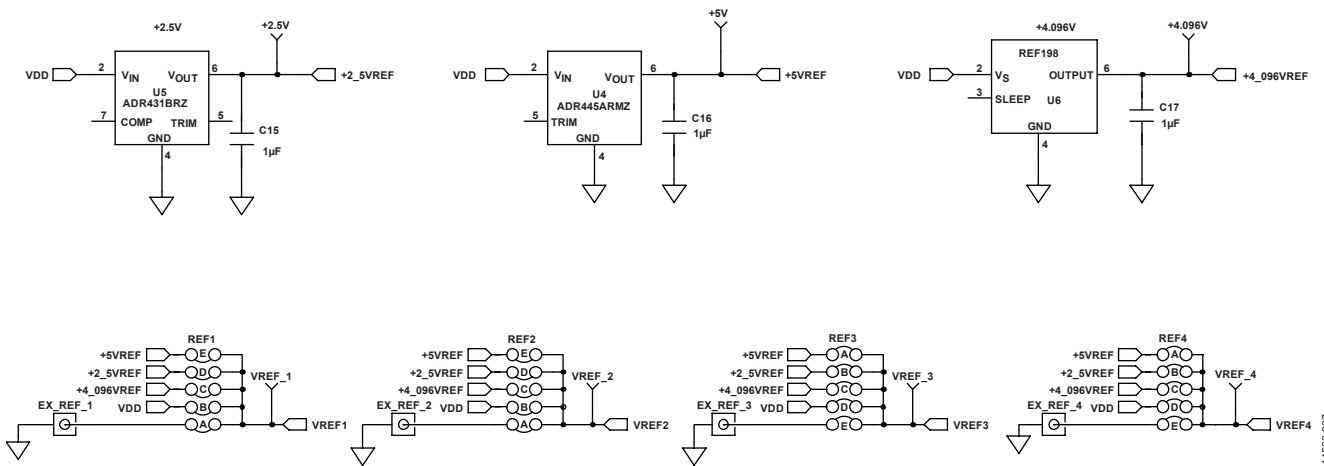 +2.5V
+2.5V
VDD
2
VIN
VOUT
6
+2_5VREF
U5
ADR431BRZ
7
COMP
TRIM
5
GND
4
C15
1µF
+5V
VDD
2
VIN
VOUT
6
+5VREF
U4
ADR445ARMZ
5
TRIM
GND
4
C16
1µF
+4.096V
+4.096V
REF198
VDD
2
VS
OUTPUT
6
+4_096VREF
3
SLEEP
U6
GND
4
C17
1µF
REF1
+5VREF
E
+2_5VREF
D
VREF_1
+4_096VREF
C
EX_REF_1
VDD
B
A
VREF1
REF2
+5VREF
E
+2_5VREF
D
VREF_2
+4_096VREF
C
EX_REF_2
VDD
B
A
VREF2
REF3
+5VREF
A
+2_5VREF
B
VREF_3
+4_096VREF
C
EX_REF_3
VDD
D
E
VREF3
REF4
+5VREF
A
+2_5VREF
B
VREF_4
+4_096VREF
C
EX_REF_4
VDD
D
E
VREF4